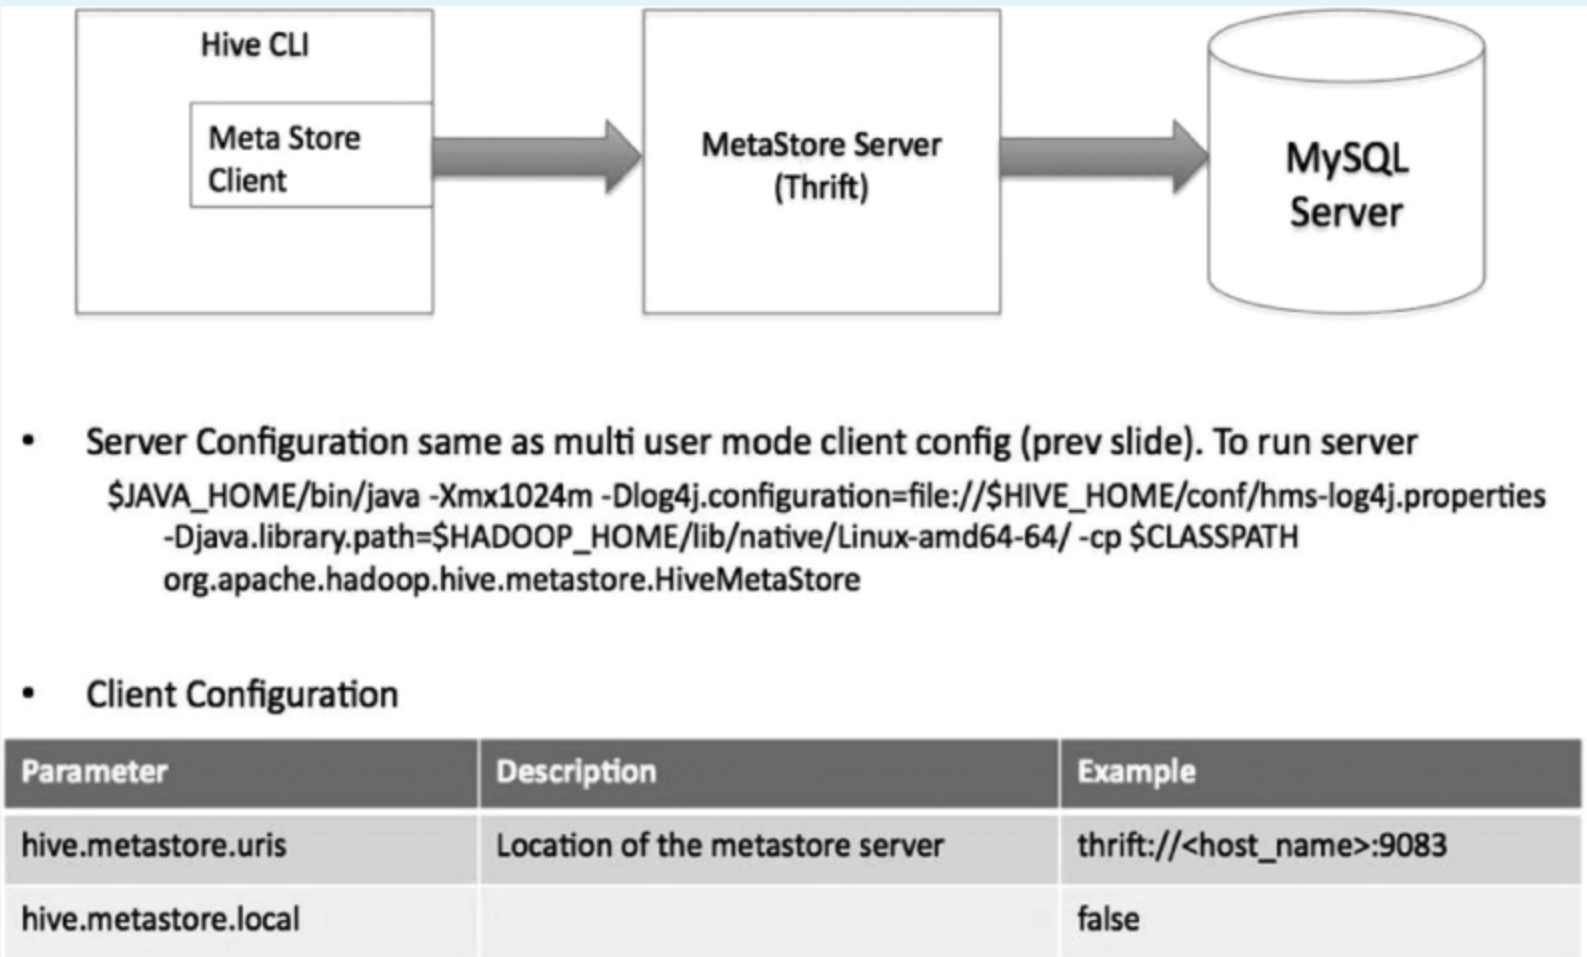 Hive CLI
Meta Store
Client
MetaStore Server
(Thrift)
MySQL
Server
• Server Configuration same as multi user mode client config (prev slide). To run server
$JAVA_HOME/bin/java -Xmx1024m -Dlog4j.configuration=file://$HIVE_HOME/conf/hms-log4j.properties
-Djava.library.path=$HADOOP_HOME/lib/native/Linux-amd64-64/ -cp $CLASSPATH
org.apache.hadoop.hive.metastore.HiveMetaStore
• Client Configuration
Parameter Description Example
hive.metastore.uris Location of the metastore server thrift://<host_name>:9083
hive.metastore.local false